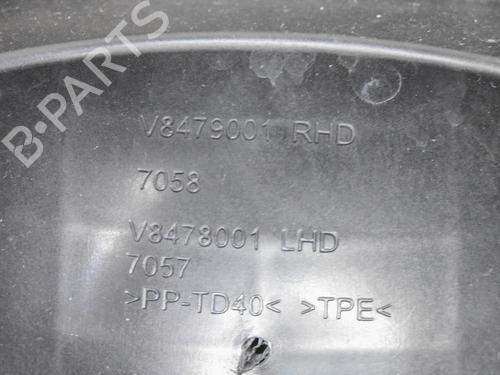 B-PARTS
V8479001 RHD
7058
V8478001 LHD
7057
>PP-TD40< >TPE<